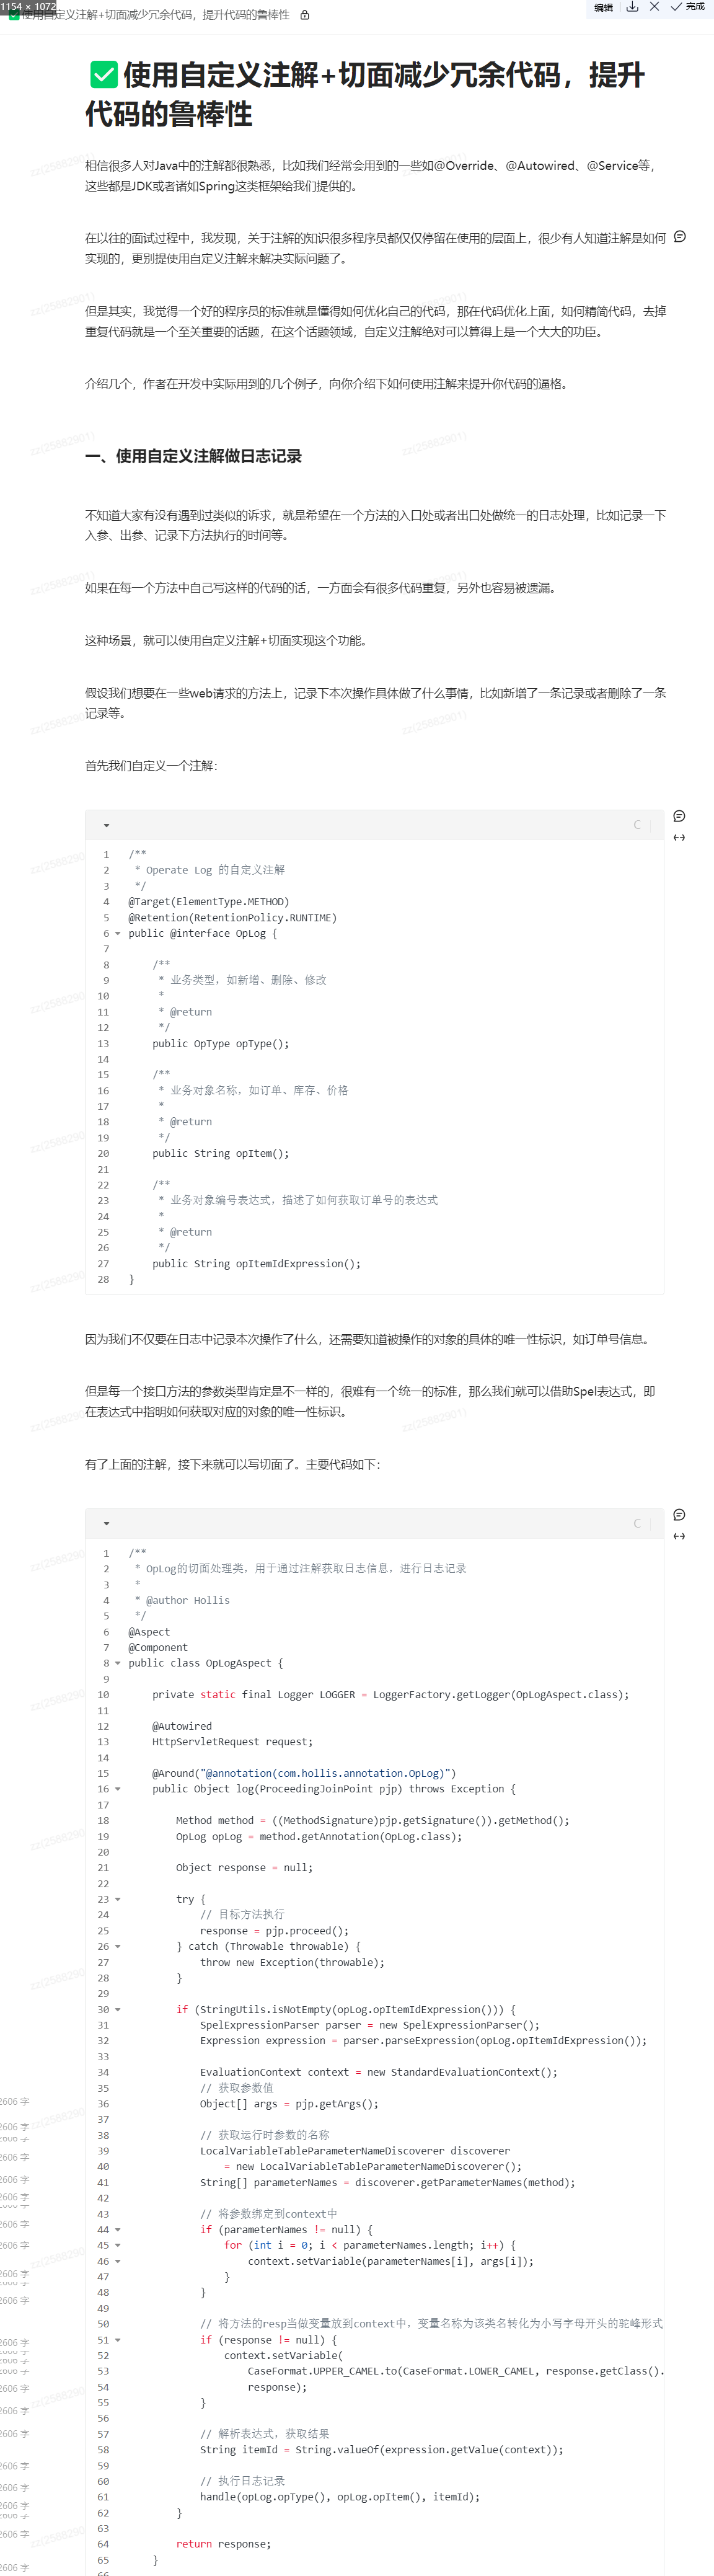 1154 × 1072
使用自定义注解+切面减少冗余代码，提升代码的鲁棒性
编辑
完成
使用自定义注解+切面减少冗余代码，提升
代码的鲁棒性
相信很多人对Java中的注解都很熟悉，比如我们经常会用到的一些如@Override、@Autowired、@Service等，
这些都是JDK或者诸如Spring这类框架给我们提供的。
在以往的面试过程中，我发现，关于注解的知识很多程序员都仅仅停留在使用的层面上，很少有人知道注解是如何
实现的，更别提使用自定义注解来解决实际问题了。
但是其实，我觉得一个好的程序员的标准就是懂得如何优化自己的代码，那在代码优化上面，如何精简代码，去掉
重复代码就是一个至关重要的话题，在这个话题领域，自定义注解绝对可以算得上是一个大大的功臣。
介绍几个，作者在开发中实际用到的几个例子，向你介绍下如何使用注解来提升你代码的逼格。
一、使用自定义注解做日志记录
不知道大家有没有遇到过类似的诉求，就是希望在一个方法的入口处或者出口处做统一的日志处理，比如记录一下
入参、出参、记录下方法执行的时间等。
如果在每一个方法中自己写这样的代码的话，一方面会有很多代码重复，另外也容易被遗漏。
这种场景，就可以使用自定义注解+切面实现这个功能。
假设我们想要在一些web请求的方法上，记录下本次操作具体做了什么事情，比如新增了一条记录或者删除了一条
记录等。
首先我们自定义一个注解：
C
1 /**
2  * Operate Log 的自定义注解
3  */
4 @Target(ElementType.METHOD)
5 @Retention(RetentionPolicy.RUNTIME)
6 public @interface OpLog {
7
8     /**
9      * 业务类型，如新增、删除、修改
10      *
11      * @return
12      */
13     public OpType opType();
14
15     /**
16      * 业务对象名称，如订单、库存、价格
17      *
18      * @return
19      */
20     public String opItem();
21
22     /**
23      * 业务对象编号表达式，描述了如何获取订单号的表达式
24      *
25      * @return
26      */
27     public String opItemIdExpression();
28 }
因为我们不仅要在日志中记录本次操作了什么，还需要知道被操作的对象的具体的唯一性标识，如订单号信息。
但是每一个接口方法的参数类型肯定是不一样的，很难有一个统一的标准，那么我们就可以借助Spel表达式，即
在表达式中指明如何获取对应的对象的唯一性标识。
有了上面的注解，接下来就可以写切面了。主要代码如下：
C
1 /**
2  * OpLog的切面处理类，用于通过注解获取日志信息，进行日志记录
3  *
4  * @author Hollis
5  */
6 @Aspect
7 @Component
8 public class OpLogAspect {
9
10     private static final Logger LOGGER = LoggerFactory.getLogger(OpLogAspect.class);
11
12     @Autowired
13     HttpServletRequest request;
14
15     @Around("@annotation(com.hollis.annotation.OpLog)")
16     public Object log(ProceedingJoinPoint pjp) throws Exception {
17
18         Method method = ((MethodSignature)pjp.getSignature()).getMethod();
19         OpLog opLog = method.getAnnotation(OpLog.class);
20
21         Object response = null;
22
23         try {
24             // 目标方法执行
25             response = pjp.proceed();
26         } catch (Throwable throwable) {
27             throw new Exception(throwable);
28         }
29
30         if (StringUtils.isNotEmpty(opLog.opItemIdExpression())) {
31             SpelExpressionParser parser = new SpelExpressionParser();
32             Expression expression = parser.parseExpression(opLog.opItemIdExpression());
33
34             EvaluationContext context = new StandardEvaluationContext();
35             // 获取参数值
36             Object[] args = pjp.getArgs();
37
38             // 获取运行时参数的名称
39             LocalVariableTableParameterNameDiscoverer discoverer
40                 = new LocalVariableTableParameterNameDiscoverer();
41             String[] parameterNames = discoverer.getParameterNames(method);
42
43             // 将参数绑定到context中
44             if (parameterNames != null) {
45                 for (int i = 0; i < parameterNames.length; i++) {
46                     context.setVariable(parameterNames[i], args[i]);
47                 }
48             }
49
50             // 将方法的resp当做变量放到context中，变量名称为该类名转化为小写字母开头的驼峰形式
51             if (response != null) {
52                 context.setVariable(
53                     CaseFormat.UPPER_CAMEL.to(CaseFormat.LOWER_CAMEL, response.getClass().
54                     response);
55             }
56
57             // 解析表达式，获取结果
58             String itemId = String.valueOf(expression.getValue(context));
59
60             // 执行日志记录
61             handle(opLog.opType(), opLog.opItem(), itemId);
62         }
63
64         return response;
65     }